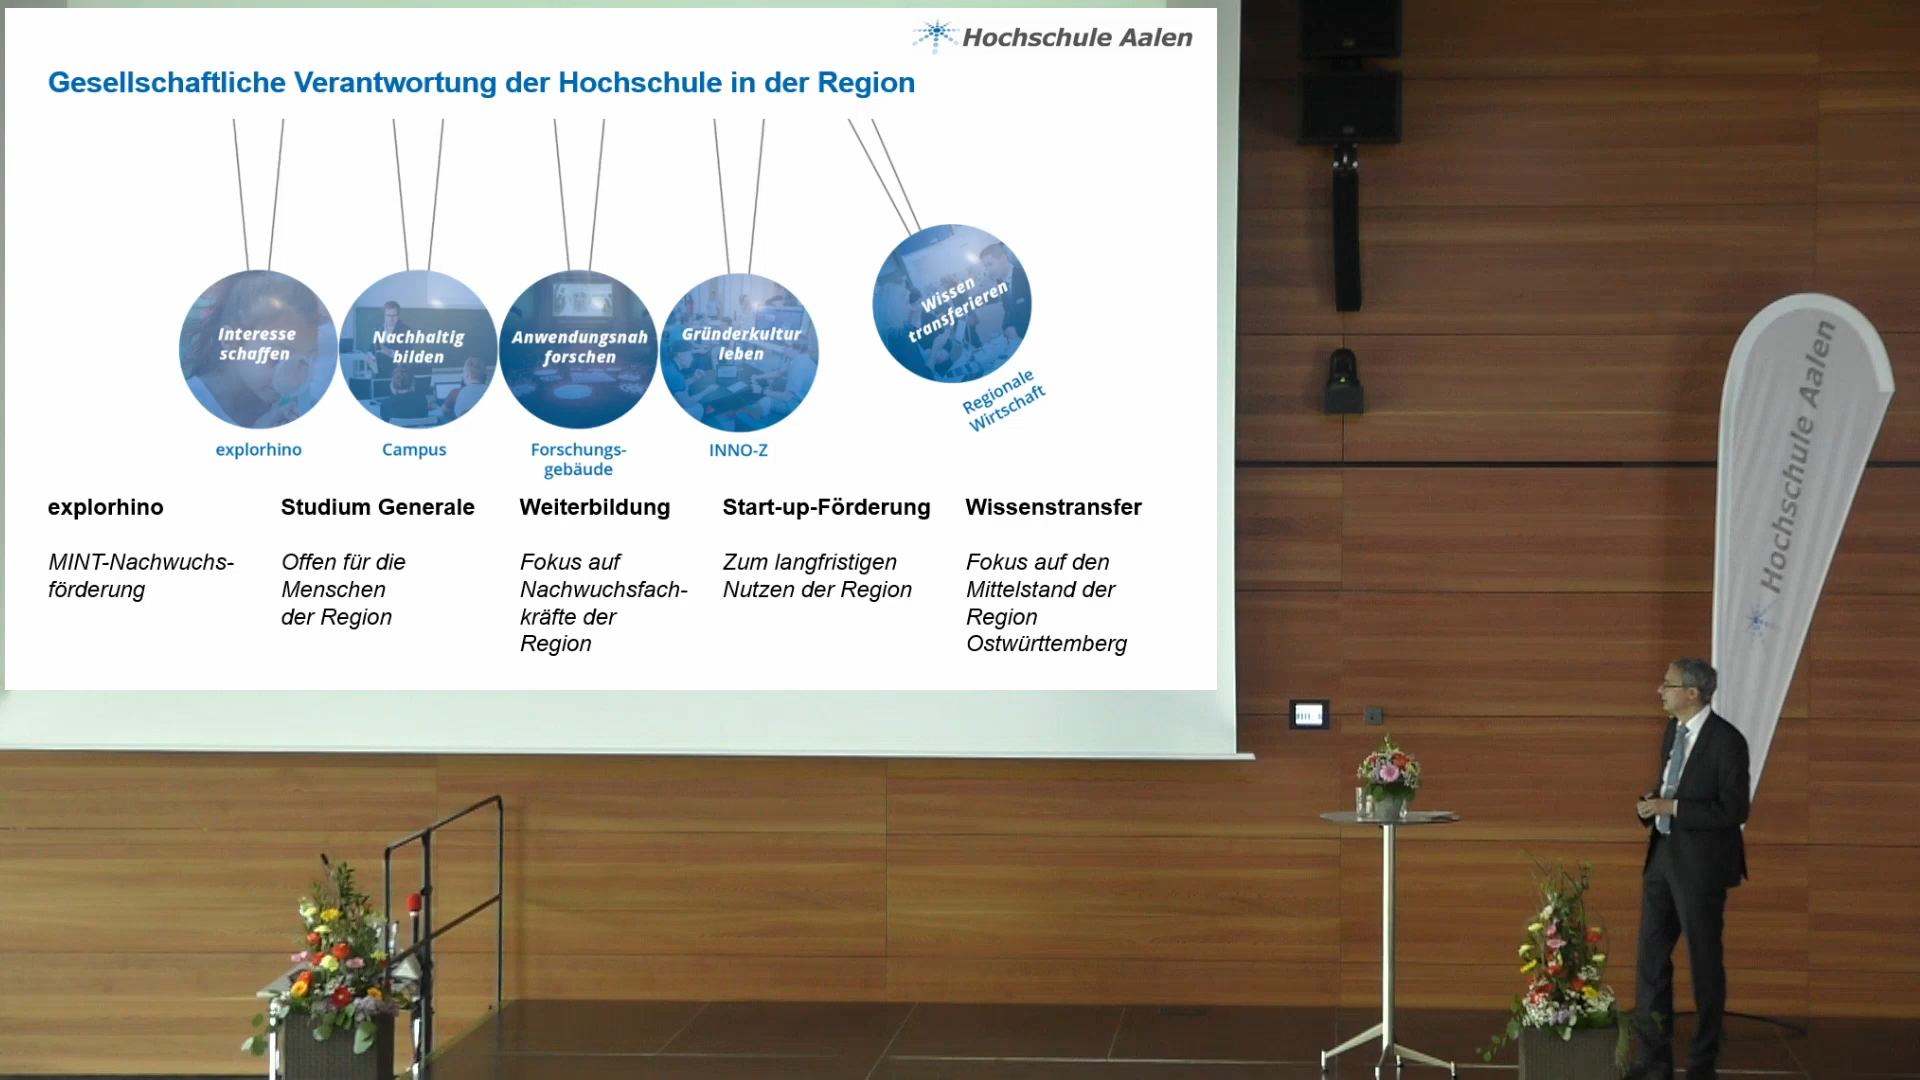 Hochschule Aalen
Gesellschaftliche Verantwortung der Hochschule in der Region
Interesse
schaffen
Nachhaltig
bilden
Anwendungsnah
forschen
Gründerkultur
leben
Wissen
transferieren
explorhino
Campus
Forschungs-
gebäude
INNO-Z
Regionale
Wirtschaft
explorhino
MINT-Nachwuchs-
förderung
Studium Generale
Offen für die
Menschen
der Region
Weiterbildung
Fokus auf
Nachwuchsfach-
kräfte der
Region
Start-up-Förderung
Zum langfristigen
Nutzen der Region
Wissenstransfer
Fokus auf den
Mittelstand der
Region
Ostwürttemberg
Hochschule Aalen